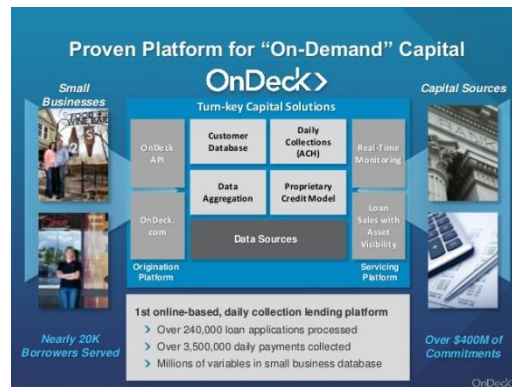 Proven Platform for “On-Demand” Capital
Small
Businesses
OnDeck>
Capital Sources
Turn-key Capital Solutions
OnDeck
API
Customer
Database
Daily
Collections
(ACH)
Real-Time
Monitoring
OnDeck.
com
Data
Aggregation
Proprietary
Credit Model
Loan
Sales with
Asset
Visibility
Data Sources
Origination
Platform
Servicing
Platform
FOOD &
WINE BAR
BANK
1st online-based, daily collection lending platform
> Over 240,000 loan applications processed
> Over 3,500,000 daily payments collected
> Millions of variables in small business database
Nearly 20K
Borrowers Served
Over $400M of
Commitments
OnDeck